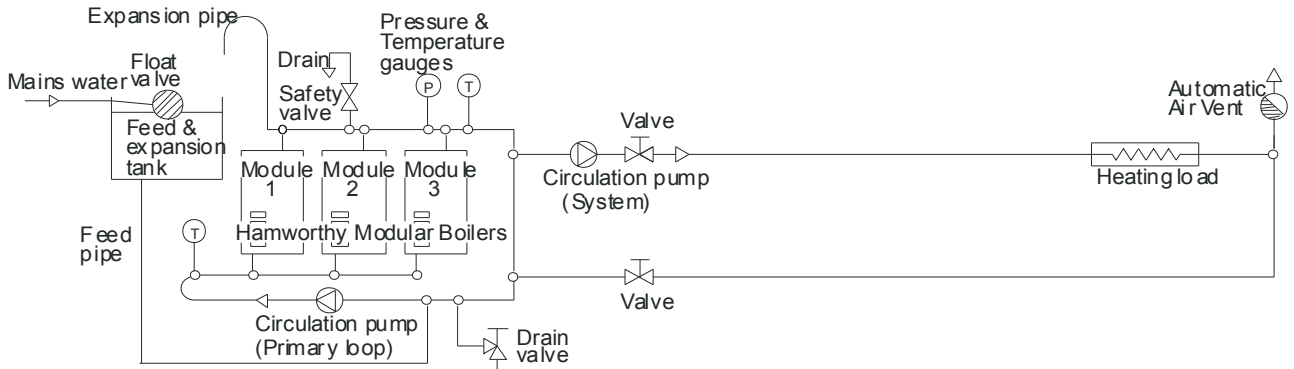 Expansion pipe
Pressure &
Temperature
gauges
Drain
Float
valve
Mains water
Safety
valve
P
T
Automatic
Air Vent
Valve
Feed &
expansion
tank
Module
1
Module
2
Module
3
Circulation pump
(System)
Heating load
Feed
pipe
T
Hamworthy Modular Boilers
Valve
Circulation pump
(Primary loop)
Drain
valve